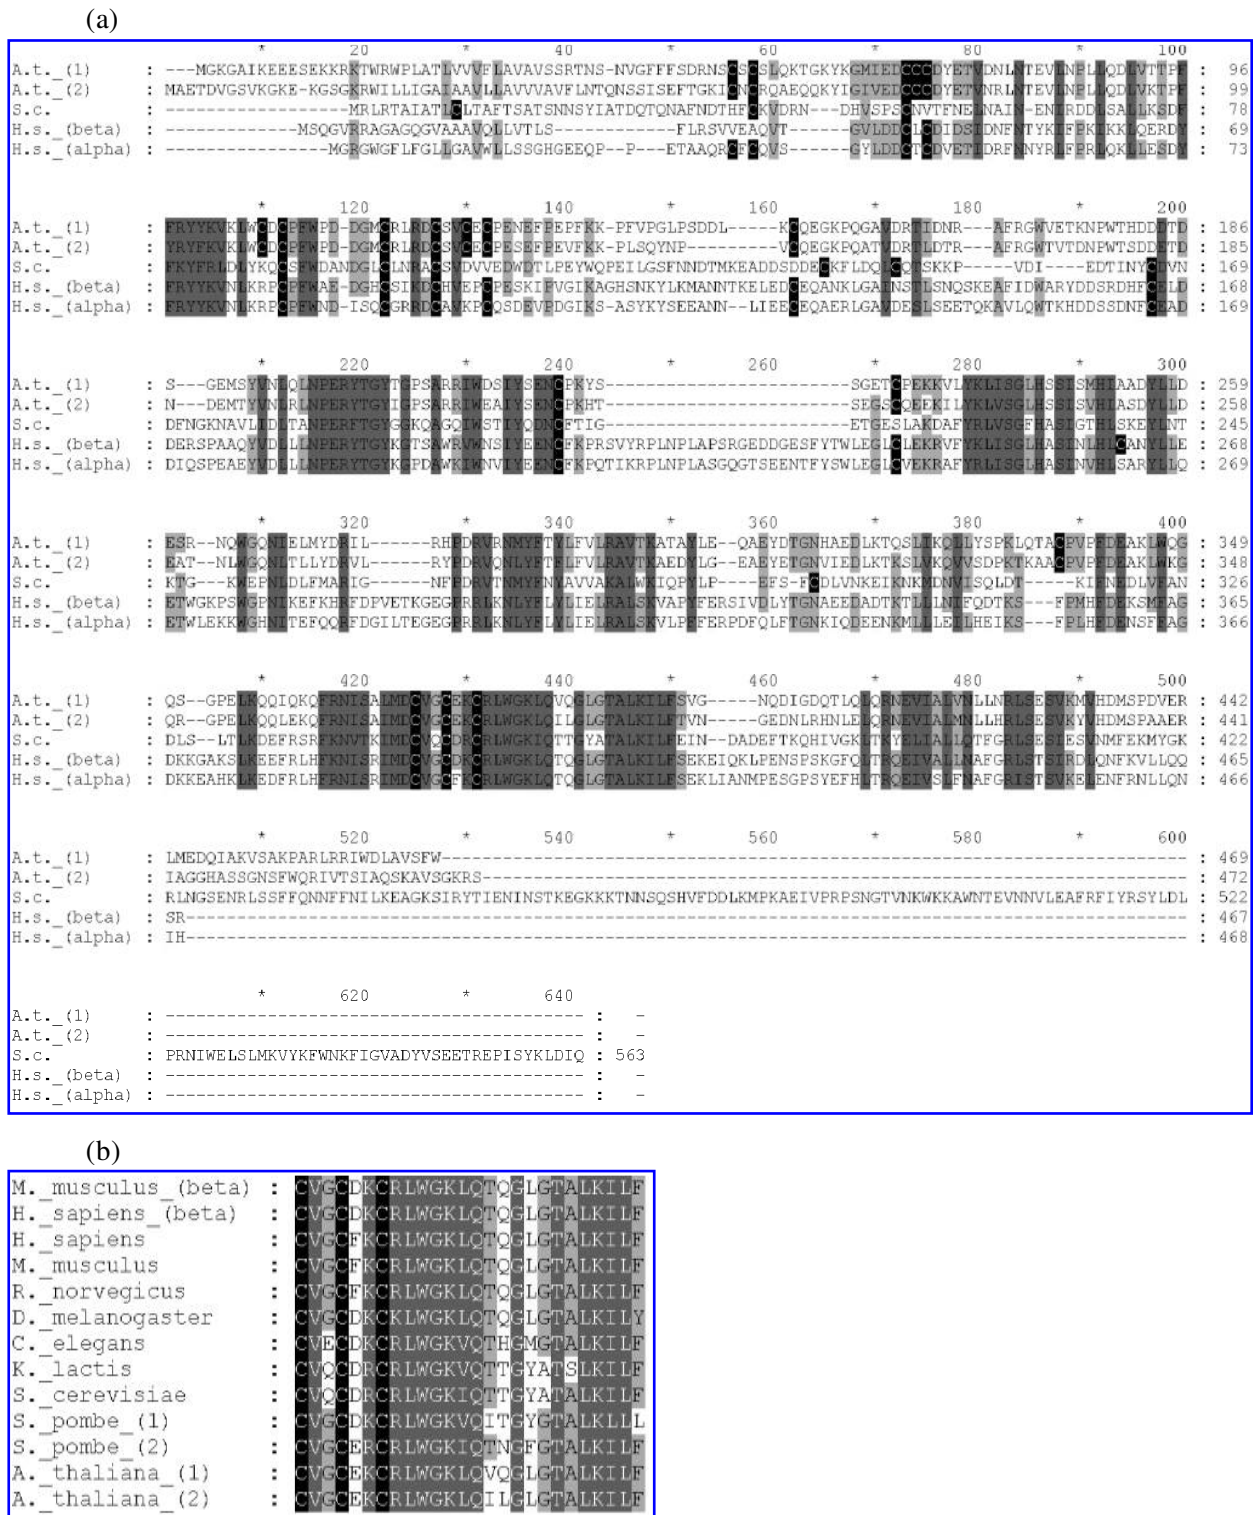 (a)
* 20 * 40 * 60 * 80 * 100
A.t._(1) : ---MGKGAIKEEESEKKRKTWRWPLATLVVVFLAVAVSSRTNS-NVGFFFSDRNSCSCSLQKTGKYKGMIEDCCCDYETVDNLNTEVLNPLLQDLVTTPF : 96
A.t._(2) : MAETDVGSVKGKE-KGSGKRWILLIGAIAAVLLAVVVAVFLNTQNSSISEFTGKICNCRQAEQQKYIGIVEDCCCDYETVNRLNTEVLNPLLQDLVKTPF : 99
S.c. : ----------------MRLRTAIATLCLTAFTSATSNNSYIATDQTQNAFNDTHFCKVDRN---DHVSPSCNVTFNELNAIN-ENIRDDLSALLKSDF : 78
H.s._(beta) : -------------MSQGVRRAGAGQGVAAAVQLLVTLS------------FLRSVVEAQVT------GVLDDCLCDIDSIDNFNTYKIFPKIKKLQERDY : 69
H.s._(alpha) : ----------------MGRGWGFLFGLLGAVWLLSSGHGEEQP--P---ETAAQRCFCQVS------GYLDDCTCDVETIDRFNNYRLFPRLQKLLESDY : 73
* 120 * 140 * 160 * 180 * 200
A.t._(1) : FRYYKVKLWCDCPFWPD-DGMCRLRDCSVCECPENEFPEPFKK-PFVPGLPSDDL----KCQEGKPQGAVDRTIDNR---AFRGWVETKNPWTHDDDTD : 186
A.t._(2) : YRYYKVKLWCDCPFWPD-DGMCRLRDCSVCECPENEFPEVFKK-PLSQYNP-----VCQEGKPQATVDRTLDTR---AFRGWTVTDNPWTSDDETD : 185
S.c. : FKYFRLDLYKQCSFWDANDGLCLNRACSVDVVEDWDTLPEYWQPEILGSFNNDTMKEADDSDDECKFLDQLCQTSKKP----VDI----EDTINYCDVN : 169
H.s._(beta) : FRYYKVNLKRPCPFWAE-DGHCSIKDCHVEPCPESKIPVGIKAGHSNKYLKMANNTKELEDCEQANKLGAINSTLSNQSKEAFIDWARYDDSRDHFCELD : 168
H.s._(alpha) : FRYYKVNLKRPCPFWND-ISQCGRRDCAVKPCQSDEVPDGIKS-ASYKYSEEANN--LIEECEQAERLGAVDESLSEETQKAVLQWTKHDDSSDNFCEAD : 169
* 220 * 240 * 260 * 280 * 300
A.t._(1) : S---GEMSYVNLQLNPERYTGYTGPSARRIWDSIYSENCPKYS------------------------SGETCPEKKVLYKLISGLHSSISMHIAADYLLD : 259
A.t._(2) : N---DEMTYVNLRLNPERYTGYIGPSARRIWEAIYSENCPKHT------------------------SEGSCQEEKILYKLVSGLHSSISVHIASDYLLD : 258
S.c. : DFNGKNAVLIDLTANPERFTGYGGKQAGQIWSTIYQDNCFTIG------------------------ETGESLAKDAFYRLVSGFHASIGTHLSKEYLNT : 245
H.s._(beta) : DERSPAAQYVDLLLNPERYTGYKGTSAWRVWNSIYEENCFKPRSVYRPLNPLAPSRGEDDGESFYTWLEGLCLEKRVFYKLISGLHASINLHLCANYLLE : 268
H.s._(alpha) : DIQSPEAEYVDLLLNPERYTGYKGPDAWKIWNVIYEENCFKPQTIKRPLNPLASGQGTSEENTFYSWLEGLCVEKRAFYRLISGLHASINVHLSARYLLQ : 269
* 320 * 340 * 360 * 380 * 400
A.t._(1) : ESR--NQWGQNIELMYDRIL------RHPDRVRNMYFTYLFVLRAVTKATAYLE--QAEYDTGNHAEDLKTQSLIKQLLYSPKLQTACPVPFDEAKLWQG : 349
A.t._(2) : EAT--NLWGQNLTLLYDRVL------RYPDRVQNMYFTFLFVLRAVTKAEDYLG--EAEYETGNVIEDLKTKSLVKQVVSDPKTKAACPVPFDEAKLWKG : 348
S.c. : KTG---KWEPNLDLFMARIG------NFPDRVTNMYFNYAVVAKALWKIQPYLP---EFS-FCDLVNKEIKNKMDNVISQLDT-----KIFNEDLVFAN : 326
H.s._(beta) : ETWGKPSWGPNIKEFKHRFDPVETKGEGPRRLKNLYFLYLIELRALSKVAPYFERSIVDLYTGNAEEDADTKTLLLNIFQDTKS---FPMHFDEKSMFAG : 365
H.s._(alpha) : ETWLEKKWGHNITEFQQRFDGILTEGEGPRRLKNLYFLYLIELRALSKVLPFFERPDFQLFTGNKIQDEENKMLLLEILHEIKS---FPLHFDENSFFAG : 366
* 420 * 440 * 460 * 480 * 500
A.t._(1) : QS--GPELKQQIQKQFRNISALMDCVGCEKCRLWGKLQVQGLGTALKILFSVG----NQDIGDQTLQLQRNEVIALVNLLNRLSESVKMVHDMSPDVER : 442
A.t._(2) : QR--GPELKQQLEKQFRNISAIMDCVGCEKCRLWGKLQILGLGTALKILFTVN----GEDNLRHNLELQRNEVIALMNLLHRLSESVKYVHDMSPAAER : 441
S.c. : DLS--LTLKDEFRSRFKNVTKIMDCVQCDRCRLWGKIQTTGYATALKILFEIN--DADEFTKQHIVGKLTKYELIALLQTFGRLSESIESVNMFEKMYGK : 422
H.s._(beta) : DKKGAKSLKEEFRLHFKNISRIMDCVGCDKCRLWGKLQTQGLGTALKILFSEKEIQKLPENSPSKGFQLTRQEIVALLNAFGRLSTSIRDLQNFKVLLQQ : 465
H.s._(alpha) : DKKEAHKLKEDFRLHFRNISRIMDCVGCFKCRLWGKLQTQGLGTALKILFSEKLIANMPESGPSYEFHLTRQEIVSLFNAFGRISTSVKELENFRNLLQN : 466
* 520 * 540 * 560 * 580 * 600
A.t._(1) : LMEDQIAKVSAKPARLRRIWDLAVSFW------------------------------------------------------------------------- : 469
A.t._(2) : IAGGHASSGNSFWQRIVTSIAQSKAVSGKRS--------------------------------------------------------------------- : 472
S.c. : RLNGSENRLSSFFQNNFFNILKEAGKSIRYTIENINSTKEGKKKTNNSQSHVFDDLKMPKAEIVPRPSNGTVNKWKKAWNTEVNNVLEAFRFIYRSYLDL : 522
H.s._(beta) : SR-------------------------------------------------------------------------------------------------- : 467
H.s._(alpha) : IH-------------------------------------------------------------------------------------------------- : 468
* 620 * 640
A.t._(1) : ----------------------------------------- : -
A.t._(2) : ----------------------------------------- : -
S.c. : PRNIWELSLMKVYKFWNKFIGVADYVSEETREPISYKLDIQ : 563
H.s._(beta) : ----------------------------------------- : -
H.s._(alpha) : ----------------------------------------- : -
(b)
M._musculus_(beta) : CVGCDKCRLWGKLQTQGLGTALKILF
H._sapiens_(beta) : CVGCDKCRLWGKLQTQGLGTALKILF
H._sapiens : CVGCFKCRLWGKLQTQGLGTALKILF
M._musculus : CVGCFKCRLWGKLQTQGLGTALKILF
R._norvegicus : CVGCFKCRLWGKLQTQGLGTALKILF
D._melanogaster : CVGCDKCKLWGKLQTQGLGTALKILY
C._elegans : CVECDKCRLWGKVQTHGMGTALKILF
K._lactis : CVQCDRCRLWGKVQTTGYATSLKILF
S._cerevisiae : CVQCDRCRLWGKIQTTGYATALKILF
S._pombe_(1) : CVGCDKCRLWGKVQITGYGTALKLLL
S._pombe_(2) : CVGCERCRLWGKIQTNGFGTALKILF
A._thaliana_(1) : CVGCEKCRLWGKLQVQGLGTALKILF
A._thaliana_(2) : CVGCEKCRLWGKLQILGLGTALKILF